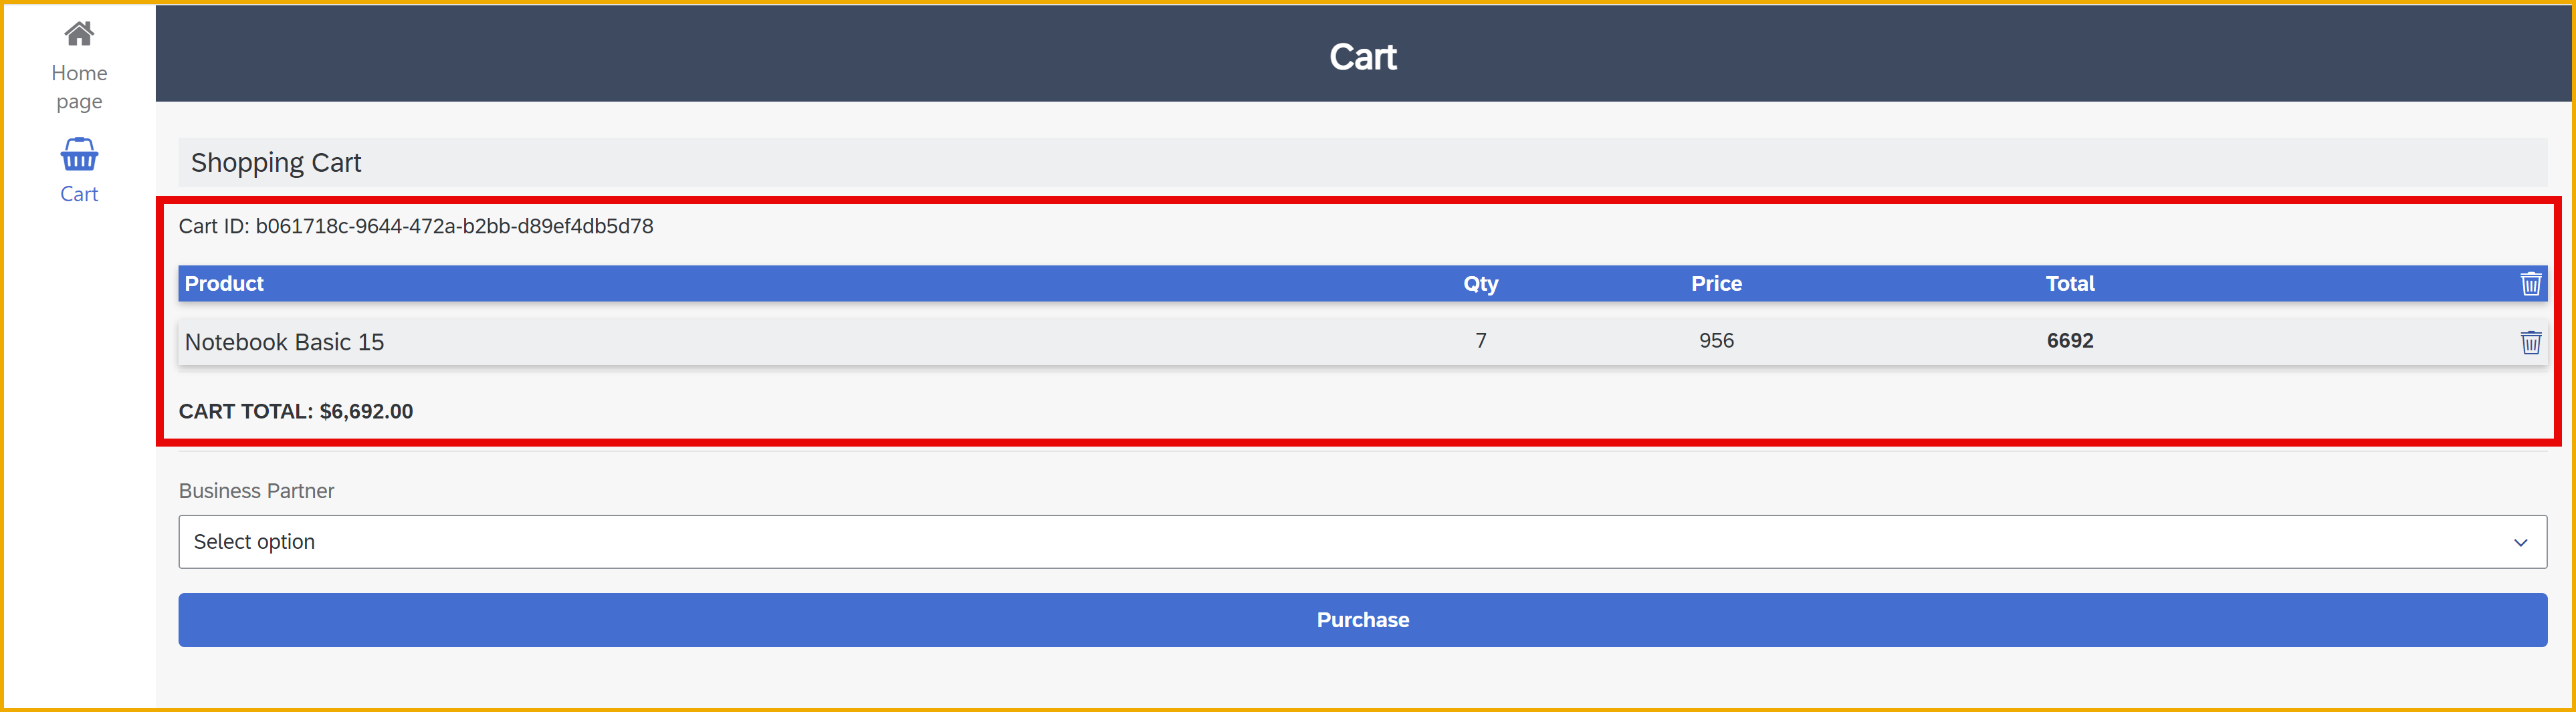 Home
page
Cart
Cart
Shopping Cart
Cart ID: b061718c-9644-472a-b2bb-d89ef4db5d78
Product Qty Price Total
Notebook Basic 15 7 956 6692
CART TOTAL: $6,692.00
Business Partner
Select option
Purchase